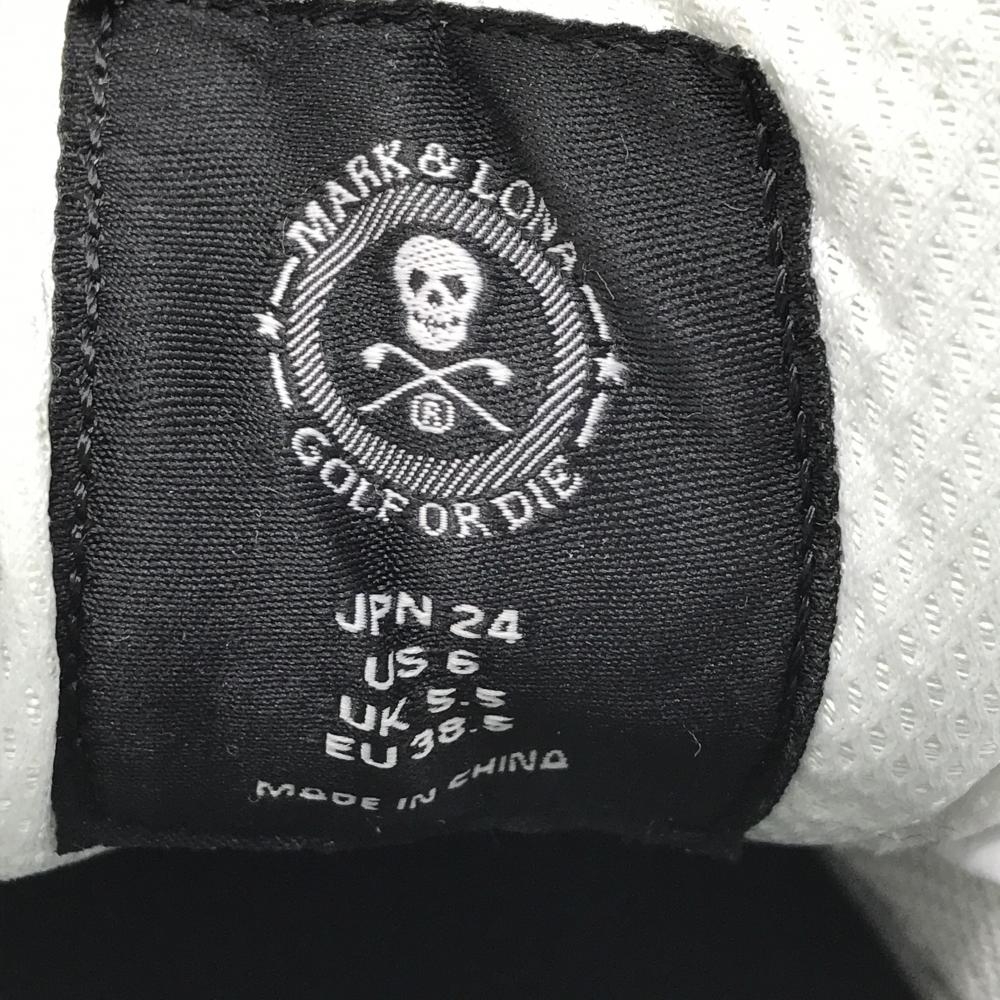 MARK & LONA
®
GOLF OR DIE
JPN 24
US 6
UK 5.5
EU 38.5
MADE IN CHINA